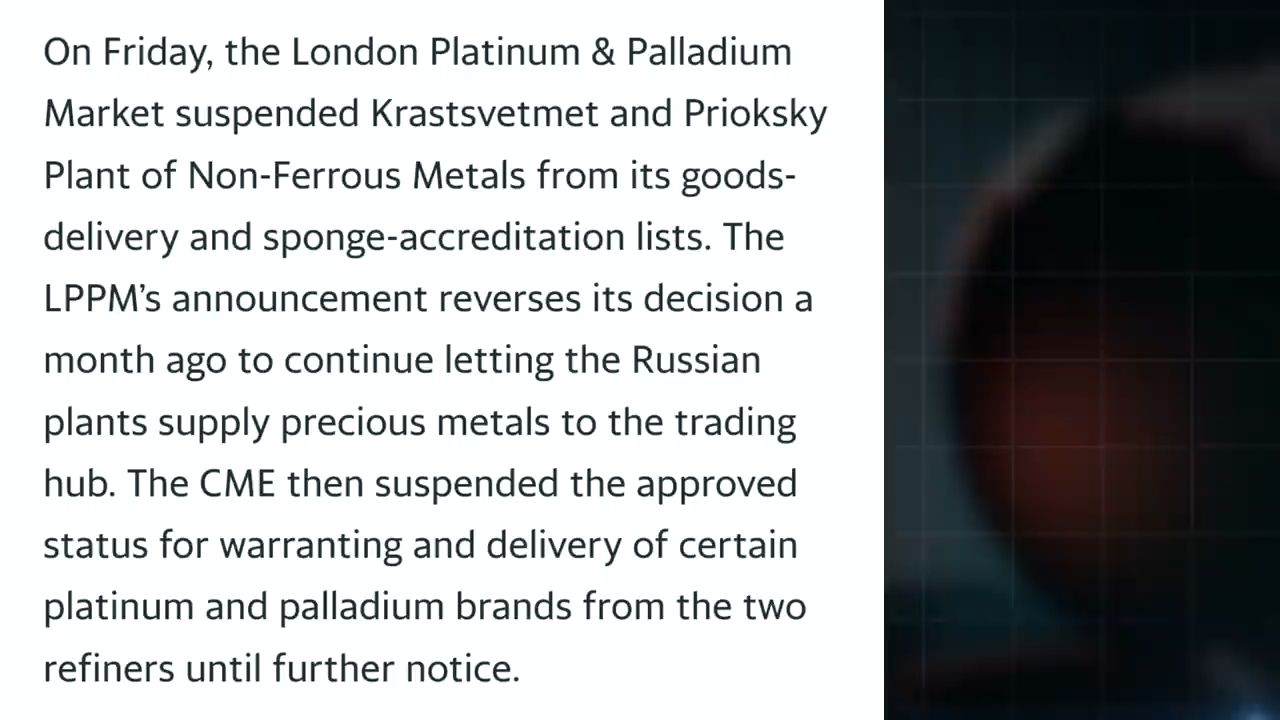 On Friday, the London Platinum & Palladium
Market suspended Krastsvetmet and Prioksky
Plant of Non-Ferrous Metals from its goods-
delivery and sponge-accreditation lists. The
LPPM’s announcement reverses its decision a
month ago to continue letting the Russian
plants supply precious metals to the trading
hub. The CME then suspended the approved
status for warranting and delivery of certain
platinum and palladium brands from the two
refiners until further notice.